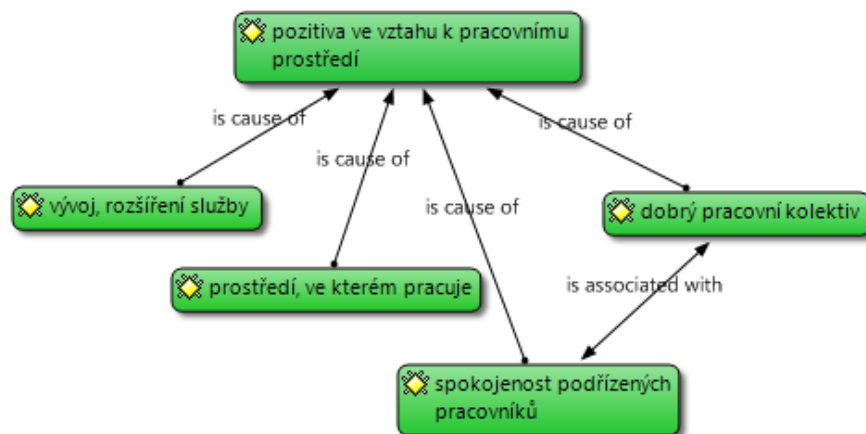 pozitiva ve vztahu k pracovnímu
prostředí
is cause of
is cause of
is cause of
is cause of
vývoj, rozšíření služby
dobrý pracovní kolektiv
prostředí, ve kterém pracuje
is associated with
spokojenost podřízených
pracovníků